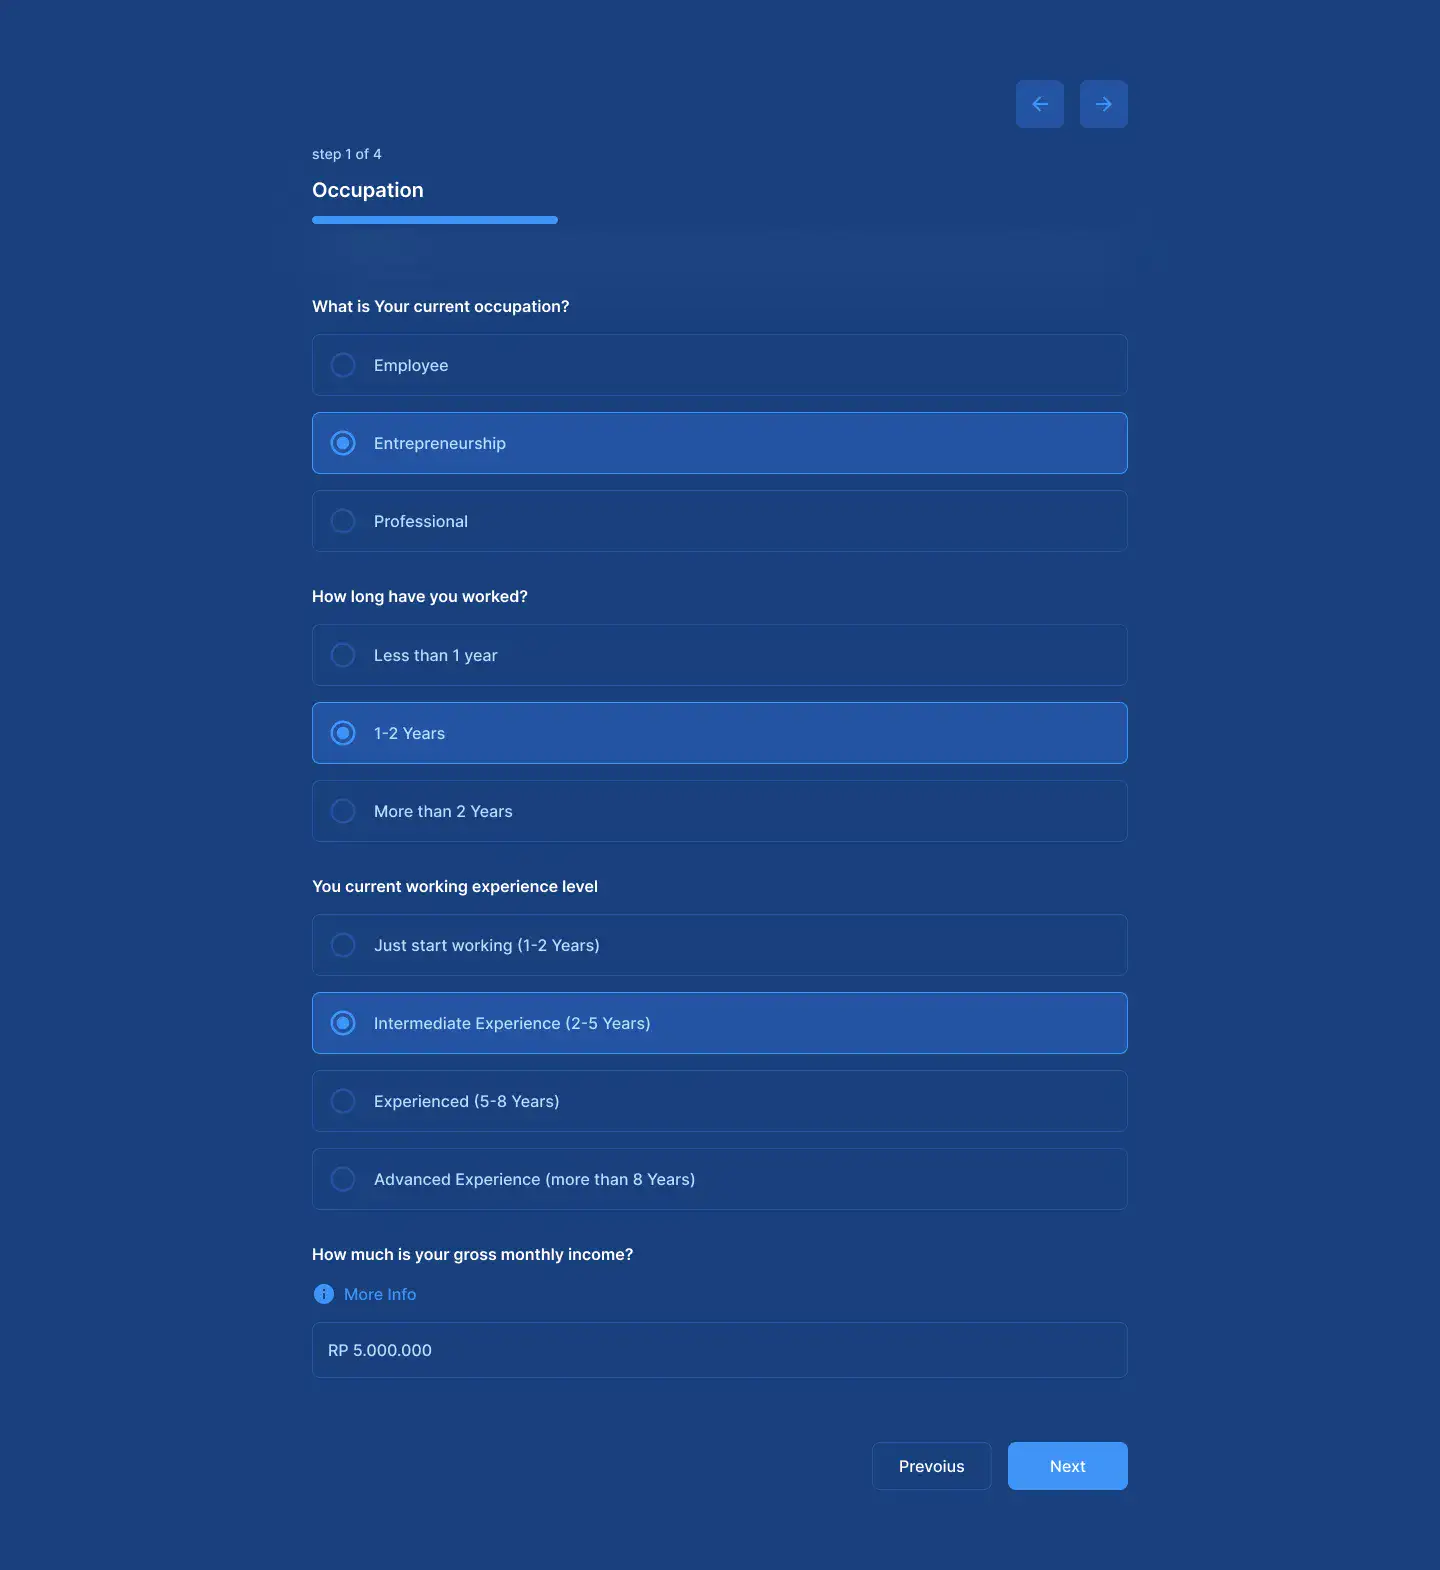 step 1 of 4
Occupation
What is Your current occupation?
Employee
Entrepreneurship
Professional
How long have you worked?
Less than 1 year
1-2 Years
More than 2 Years
You current working experience level
Just start working (1-2 Years)
Intermediate Experience (2-5 Years)
Experienced (5-8 Years)
Advanced Experience (more than 8 Years)
How much is your gross monthly income?
More Info
RP 5.000.000
Prevoius
Next